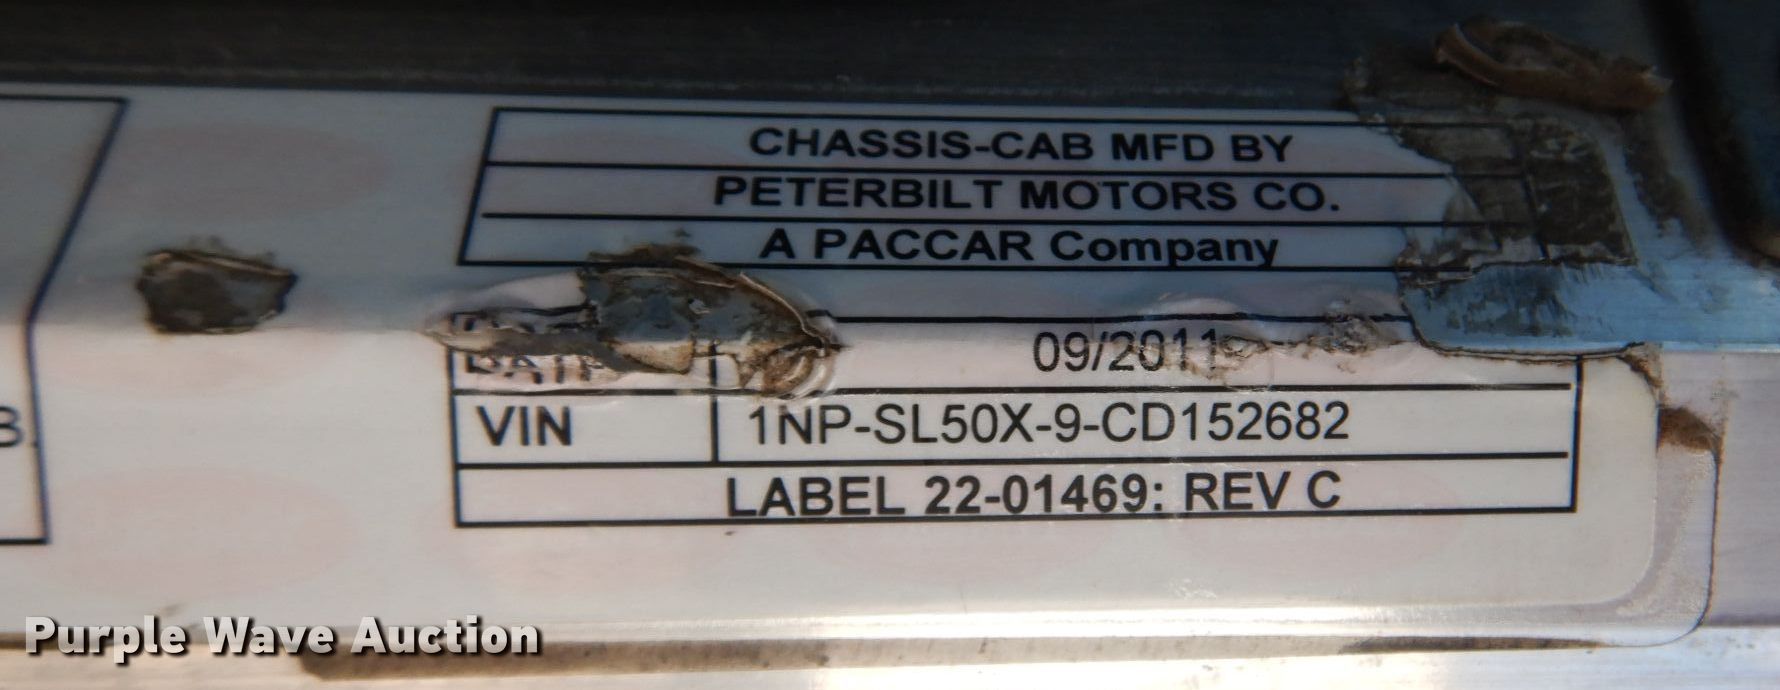 CHASSIS-CAB MFD BY
PETERBILT MOTORS CO.
A PACCAR Company
DATE
09/2011
B.
VIN
1NP-SL50X-9-CD152682
LABEL 22-01469: REV C
Purple Wave Auction